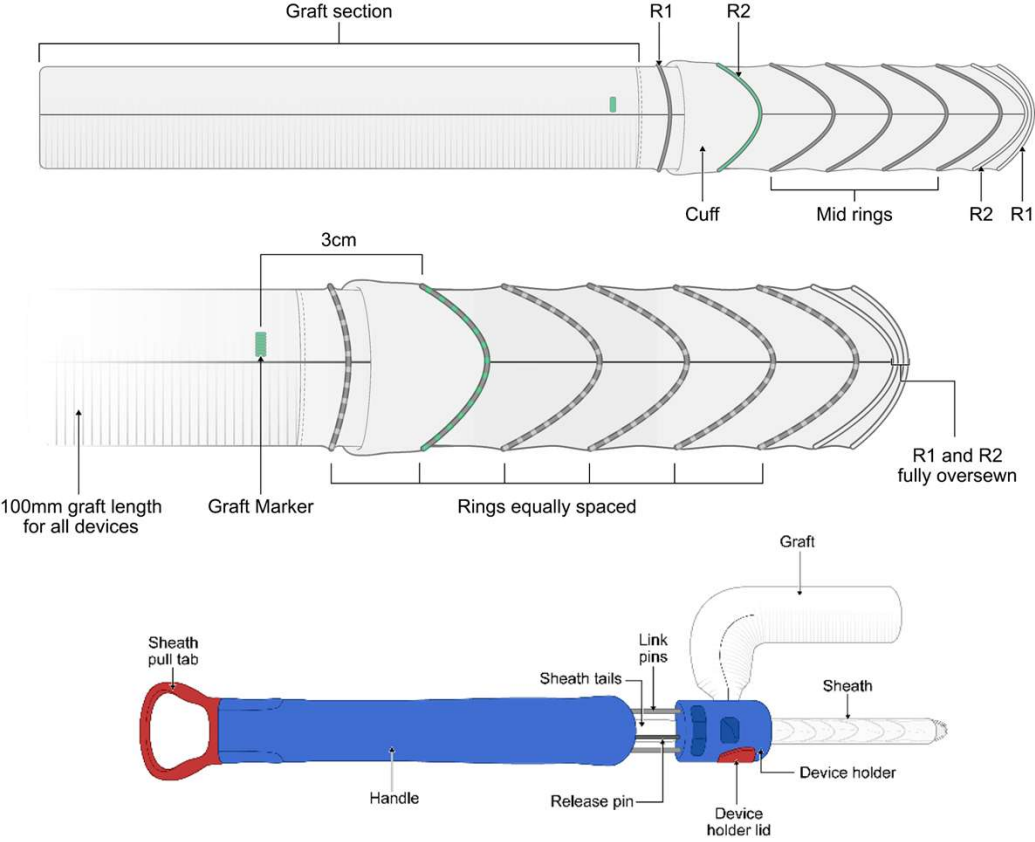 Graft section
R1
R2
Cuff
Mid rings
R2
R1
3cm
100mm graft length
for all devices
Graft Marker
Rings equally spaced
R1 and R2
fully oversewn
Graft
Sheath
pull tab
Link
pins
Sheath tails
Sheath
Handle
Release pin
Device holder
Device
holder lid